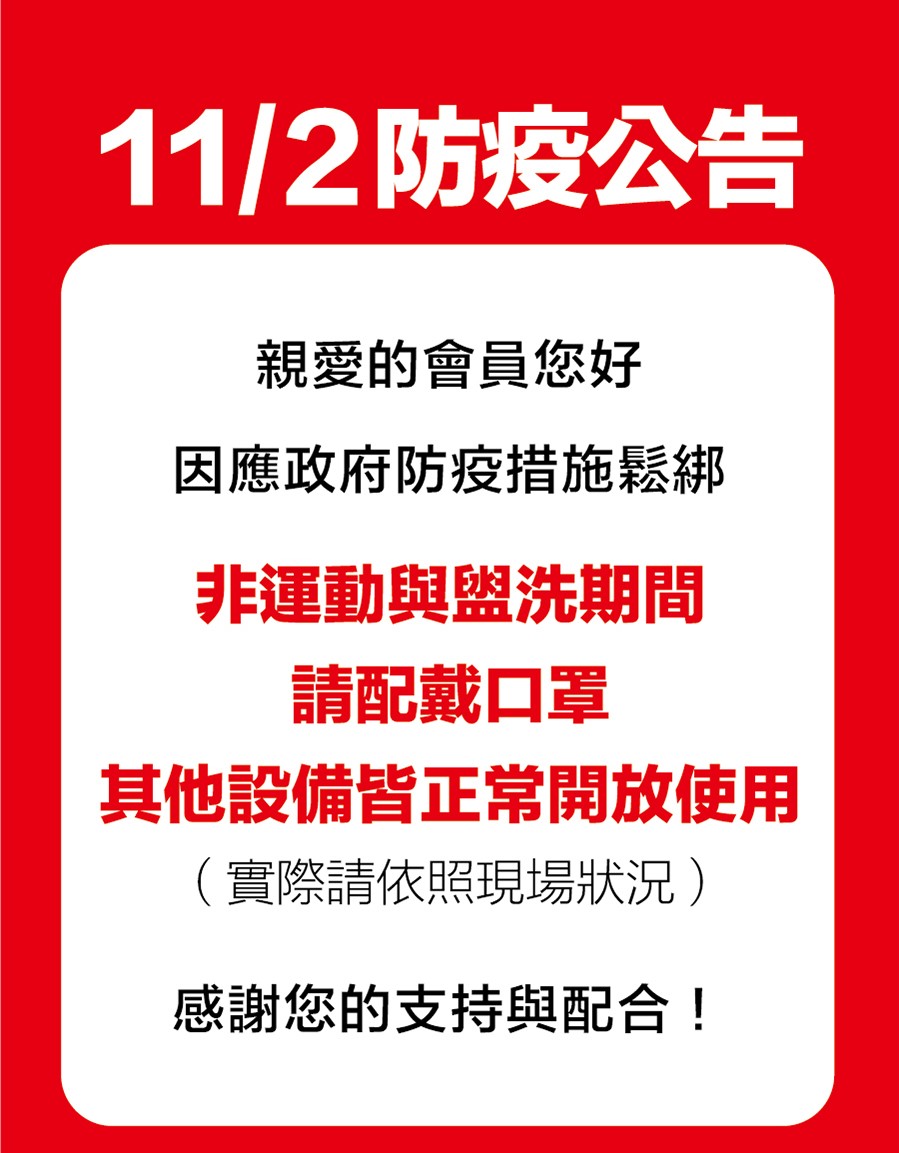 11/2防疫公告
親愛的會員您好
因應政府防疫措施鬆綁
非運動與盥洗期間
請配戴口罩
其他設備皆正常開放使用
（實際請依照現場狀況）
感謝您的支持與配合！